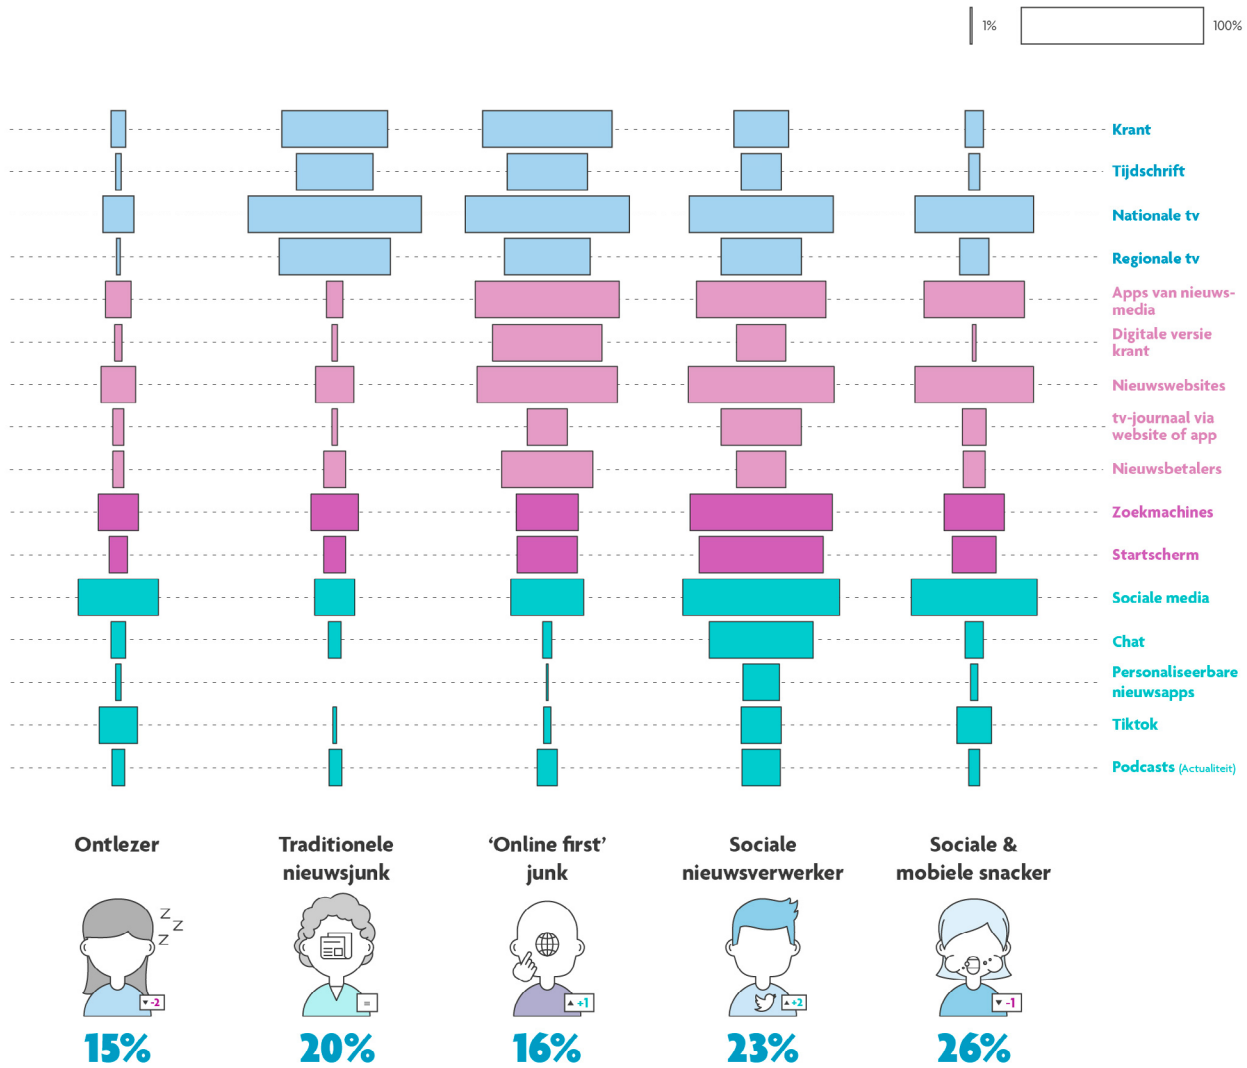 1%
100%
Krant
Tijdschrift
Nationale tv
Regionale tv
Apps van nieuws-
media
Digitale versie
krant
Nieuwswebsites
tv-journaal via
website of app
Nieuwsbetalers
Zoekmachines
Startscherm
Sociale media
Chat
Personaliseerbare
nieuwsapps
Tiktok
Podcasts (Actualiteit)
Ontlezer
Traditionele
nieuwsjunk
‘Online first’
junk
Sociale
nieuwsverwerker
Sociale &
mobiele snacker
Z
Z
Z
▼ -2
=
▲ +1
▲ +2
▼ -1
15%
20%
16%
23%
26%